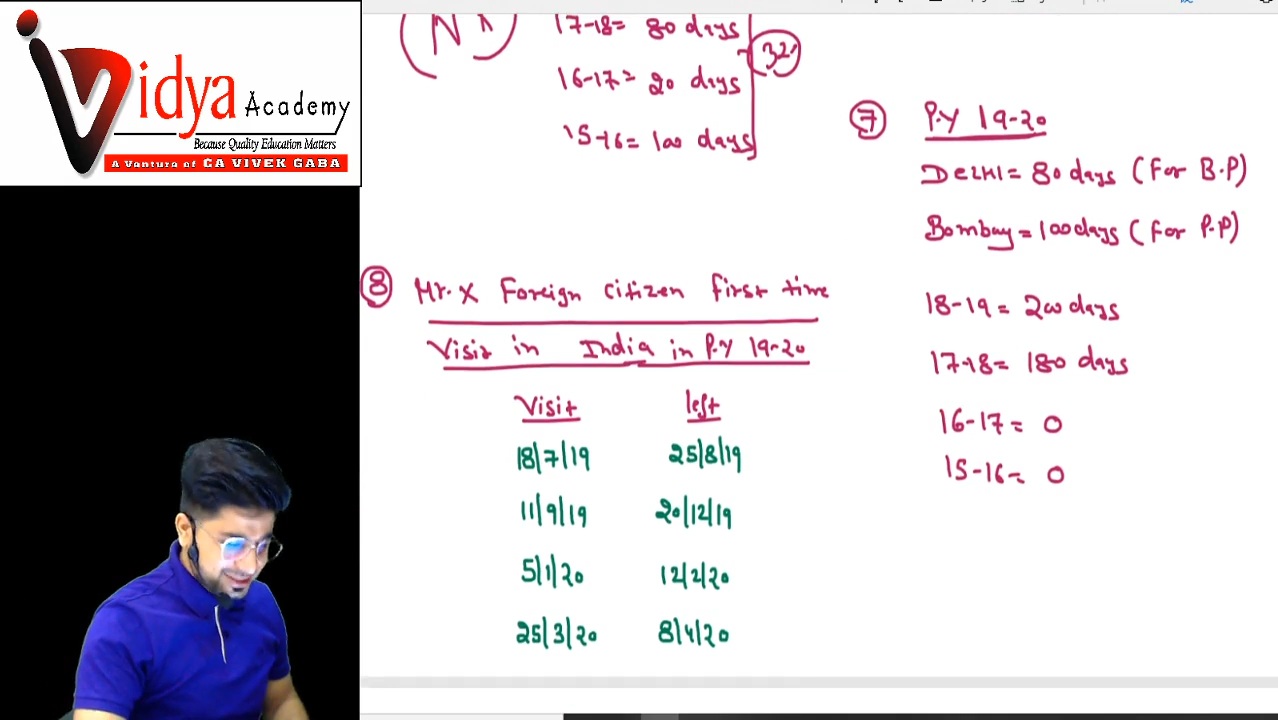 Vidya Academy
Because Quality Education Matters
A Vantura of CA VIVEK GABA
17-18= 80 days
16-17= 20 days
15-16= 100 days
⑦ P.Y 19-20
DELHI= 80 days (For B.P)
Bombay= 100 days (For P.P)
18-19= 200 days
17-18= 180 days
16-17= 0
15-16= 0
⑧ Mr. X Foreign citizen first time
Visit in India in P.Y 19-20
Visit left
18/7/19 25/8/19
11/9/19 20/12/19
5/1/20 12/2/20
25/3/20 8/4/20